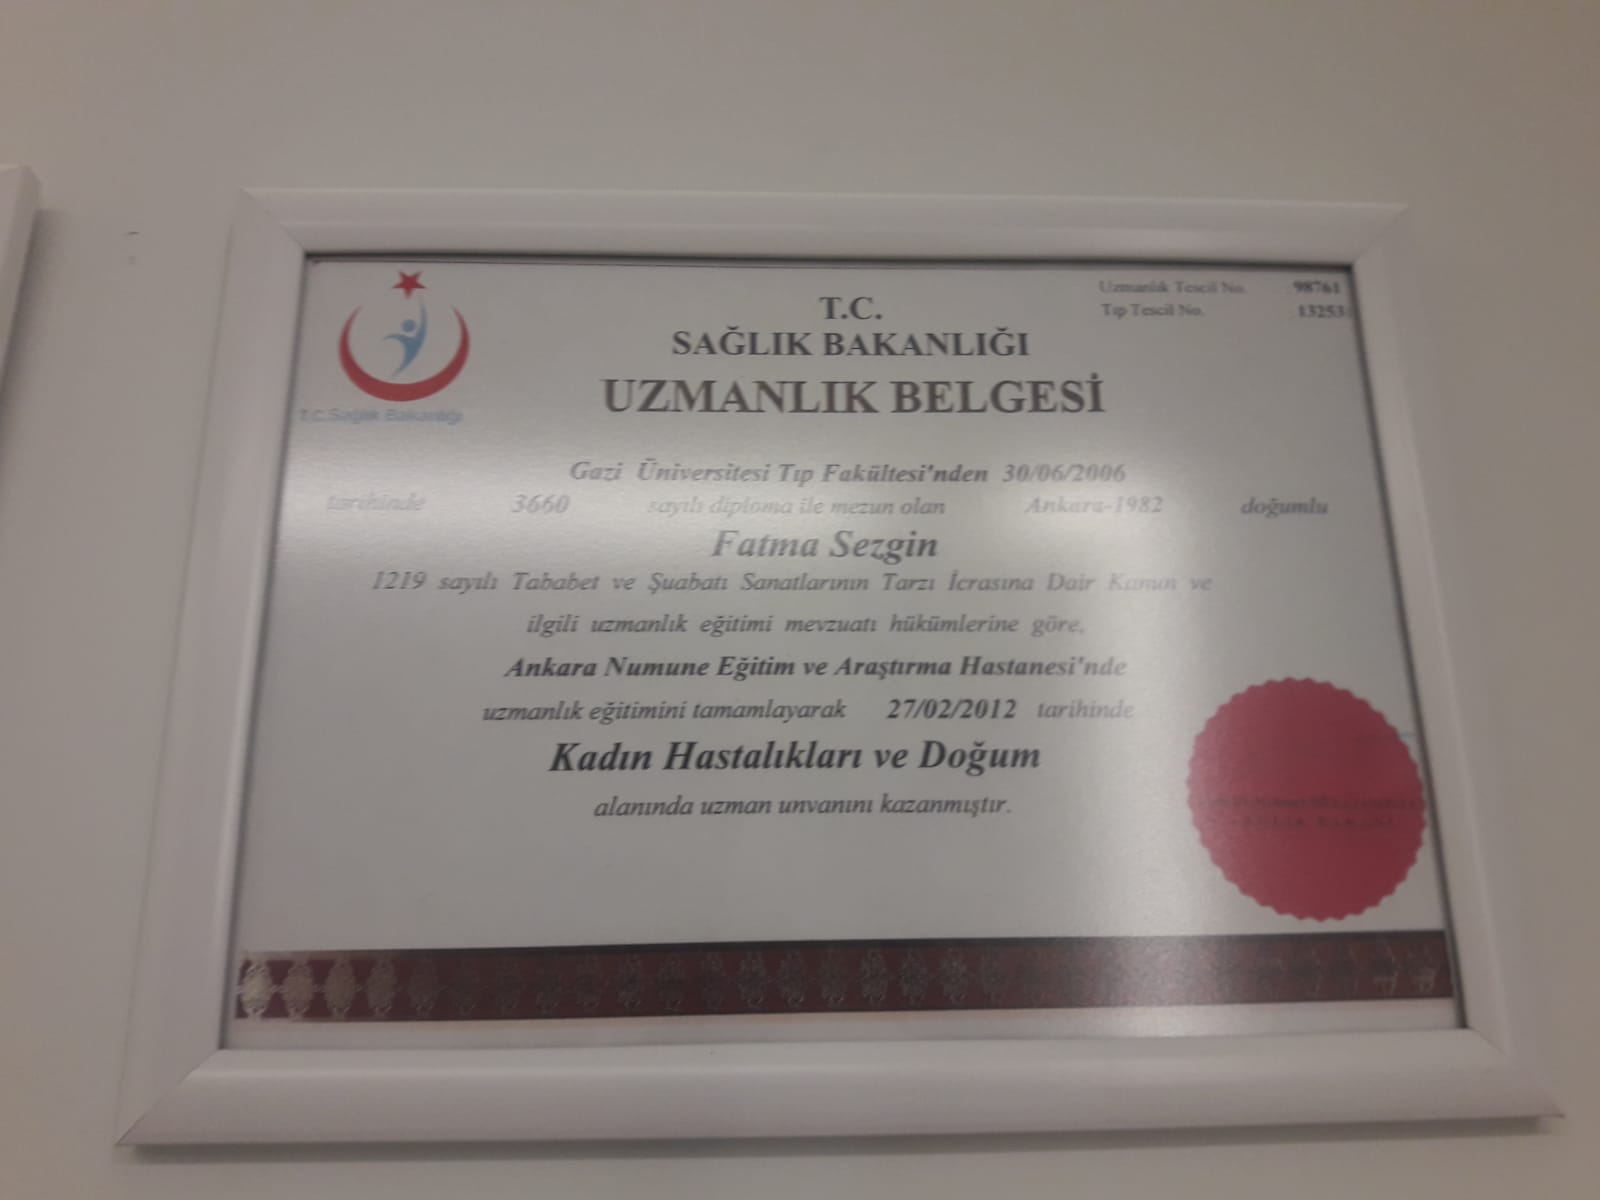 T.C. Sağlık Bakanlığı
Uzmanlık Tescil No. 98761
Tıp Tescil No. 13253
T.C.
SAĞLIK BAKANLIĞI
UZMANLIK BELGESİ
Gazi Üniversitesi Tıp Fakültesi'nden 30/06/2006
tarihinde 3660 sayılı diploma ile mezun olan Ankara-1982 doğumlu
Fatma Sezgin
1219 sayılı Tababet ve Şuabatı Sanatlarının Tarzı İcrasına Dair Kanun ve
ilgili uzmanlık eğitimi mevzuatı hükümlerine göre,
Ankara Numune Eğitim ve Araştırma Hastanesi'nde
uzmanlık eğitimini tamamlayarak 27/02/2012 tarihinde
Kadın Hastalıkları ve Doğum
alanında uzman unvanını kazanmıştır.